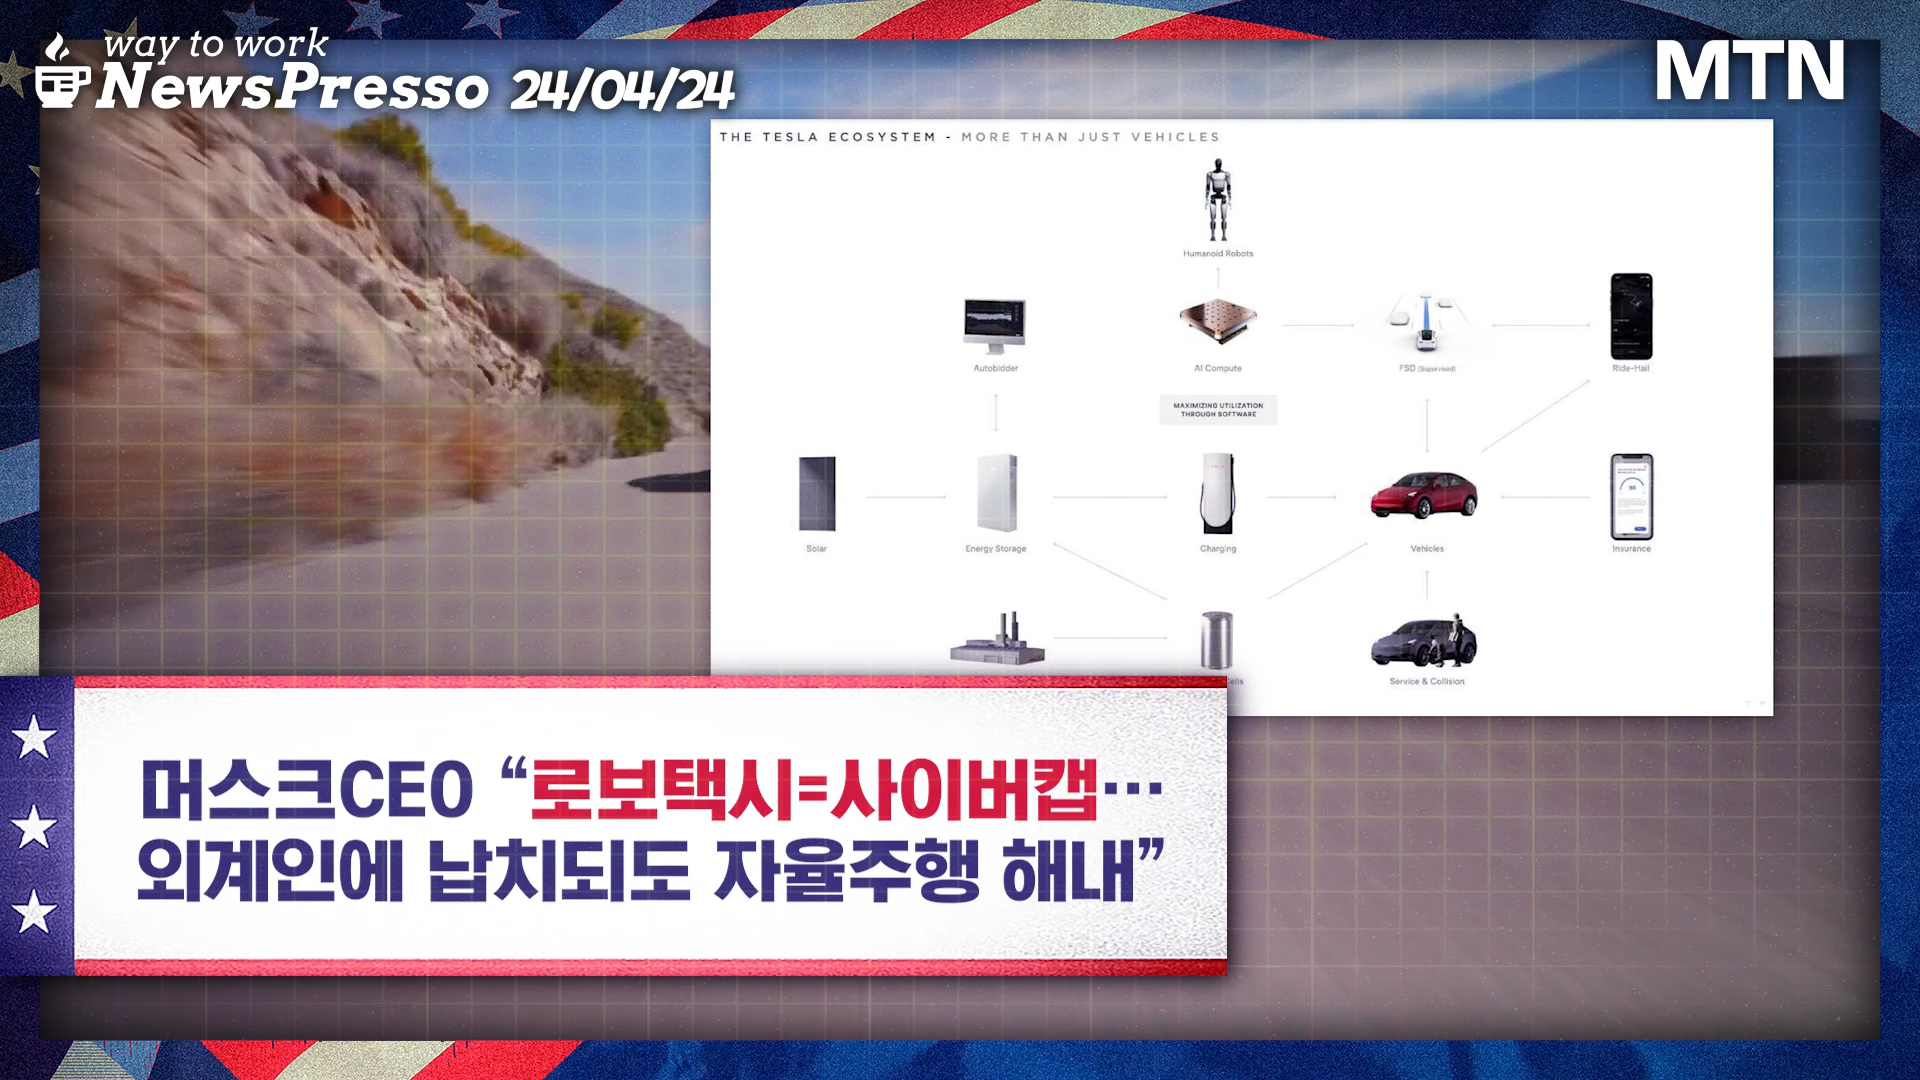 way to work
NewsPresso 24/04/24
MTN
THE TESLA ECOSYSTEM - MORE THAN JUST VEHICLES
Humanoid Robots
Autobidder
AI Compute
FSD (Supervised)
Ride-Hail
MAXIMIZING UTILIZATION
THROUGH SOFTWARE
TESLA
90
Solar
Energy Storage
Charging
Vehicles
Insurance
ells
Service & Collision
머스크CEO “로보택시=사이버캡…
외계인에 납치되도 자율주행 해내”